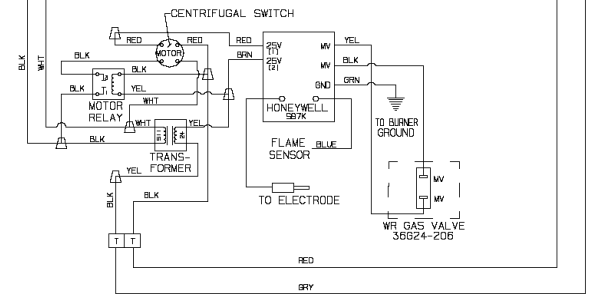 CENTRIFUGAL SWITCH
RED
RED
RED
25V
(1)
MV
YEL
BLK
WHT
BLK
MOTOR
BRN
25V
(2)
MV
BLK
BLK
YEL
GND
GRN
MOTOR
RELAY
BLK
WHT
HONEYWELL
S87K
TO BURNER
GROUND
WHT
YEL
BLK
24
FLAME
SENSOR
BLUE
TRANS-
FORMER
YEL
MV
MV
BLK
BLK
TO ELECTRODE
WR GAS VALVE
36G24-206
T
T
RED
GRY